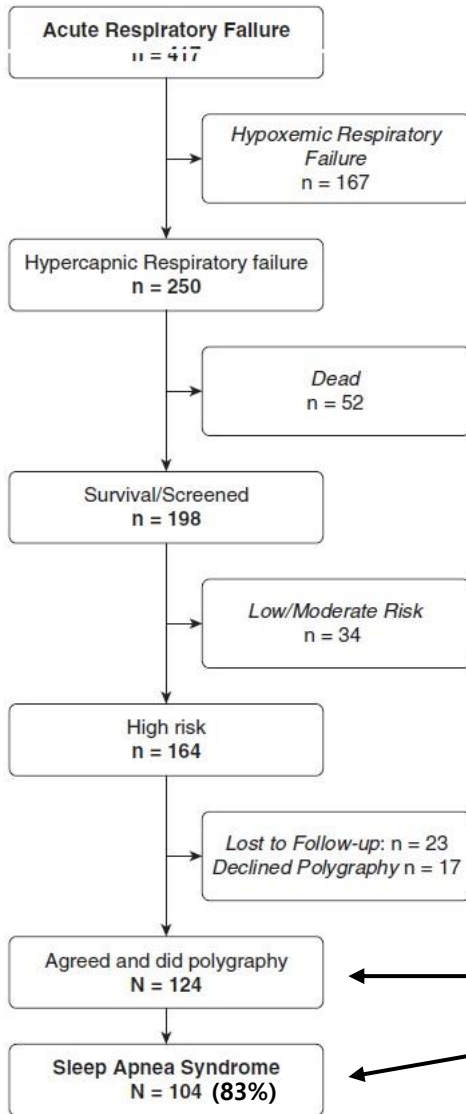 Acute Respiratory Failure
n = 417
Hypoxemic Respiratory
Failure
n = 167
Hypercapnic Respiratory failure
n = 250
Dead
n = 52
Survival/Screened
n = 198
Low/Moderate Risk
n = 34
High risk
n = 164
Lost to Follow-up: n = 23
Declined Polygraphy n = 17
Agreed and did polygraphy
N = 124
Sleep Apnea Syndrome
N = 104 (83%)